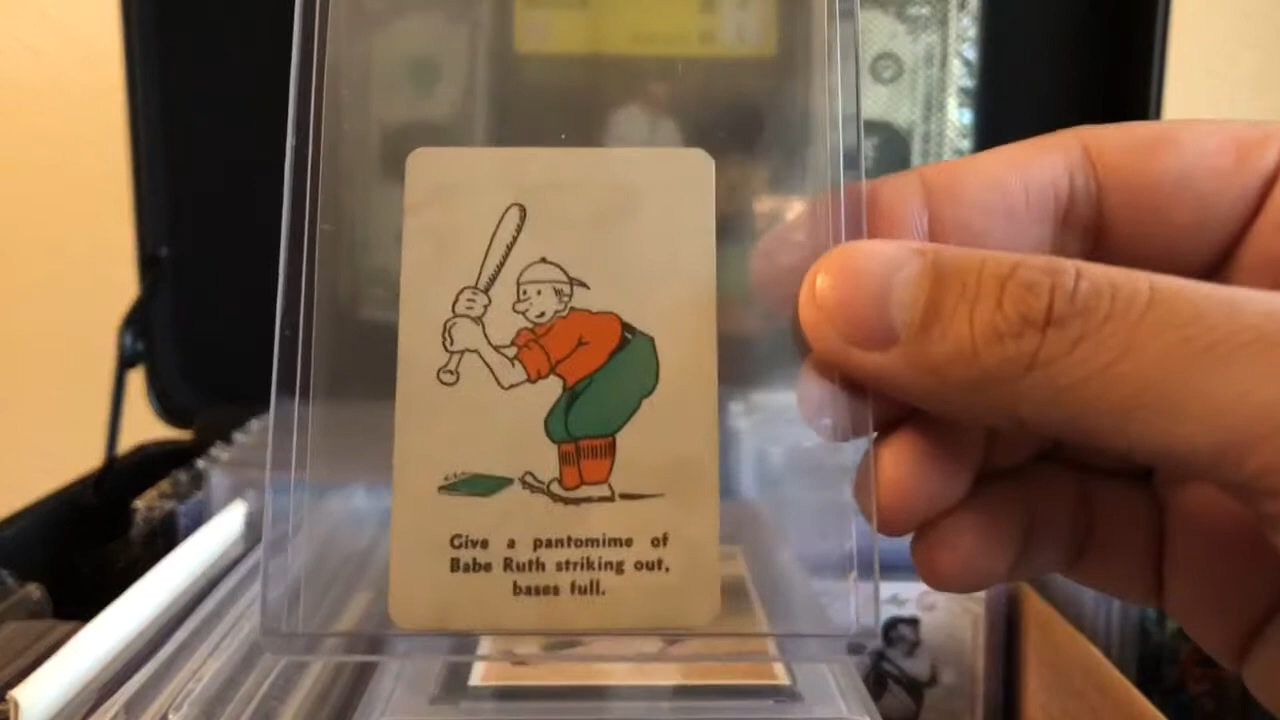 Give a pantomime of
Babe Ruth striking out,
bases full.